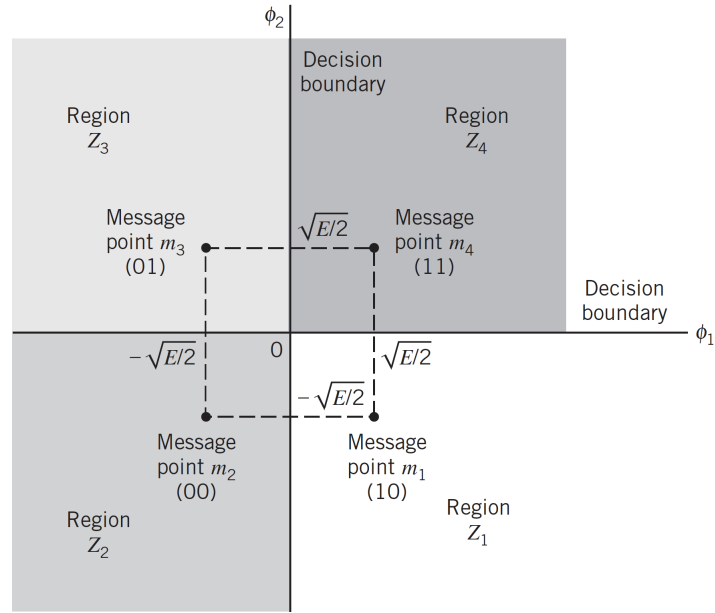 ϕ₂
Decision
boundary
Region
Z₃
Region
Z₄
Message
point m₃
(01)
√E/2
Message
point m₄
(11)
Decision
boundary
ϕ₁
0
−√E/2
√E/2
−√E/2
Message
point m₂
(00)
Message
point m₁
(10)
Region
Z₂
Region
Z₁